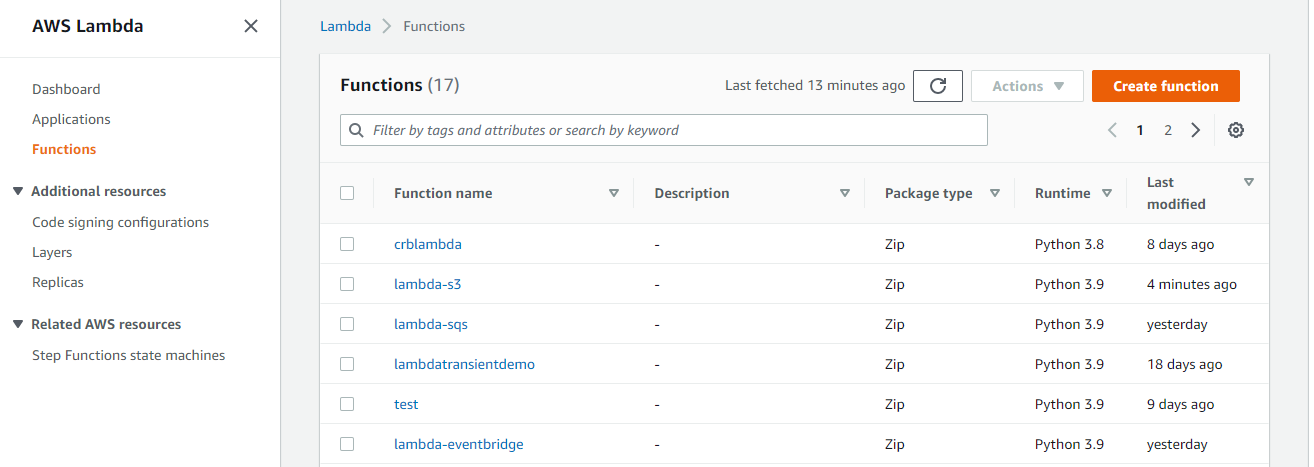 AWS Lambda
Dashboard
Applications
Functions
Additional resources
Code signing configurations
Layers
Replicas
Related AWS resources
Step Functions state machines
Lambda Functions
Functions (17) Last fetched 13 minutes ago Actions Create function
Filter by tags and attributes or search by keyword 1 2
Function name Description Package type Runtime Last modified
crblambda - Zip Python 3.8 8 days ago
lambda-s3 - Zip Python 3.9 4 minutes ago
lambda-sqs - Zip Python 3.9 yesterday
lambdatransientdemo - Zip Python 3.9 18 days ago
test - Zip Python 3.9 9 days ago
lambda-eventbridge - Zip Python 3.9 yesterday